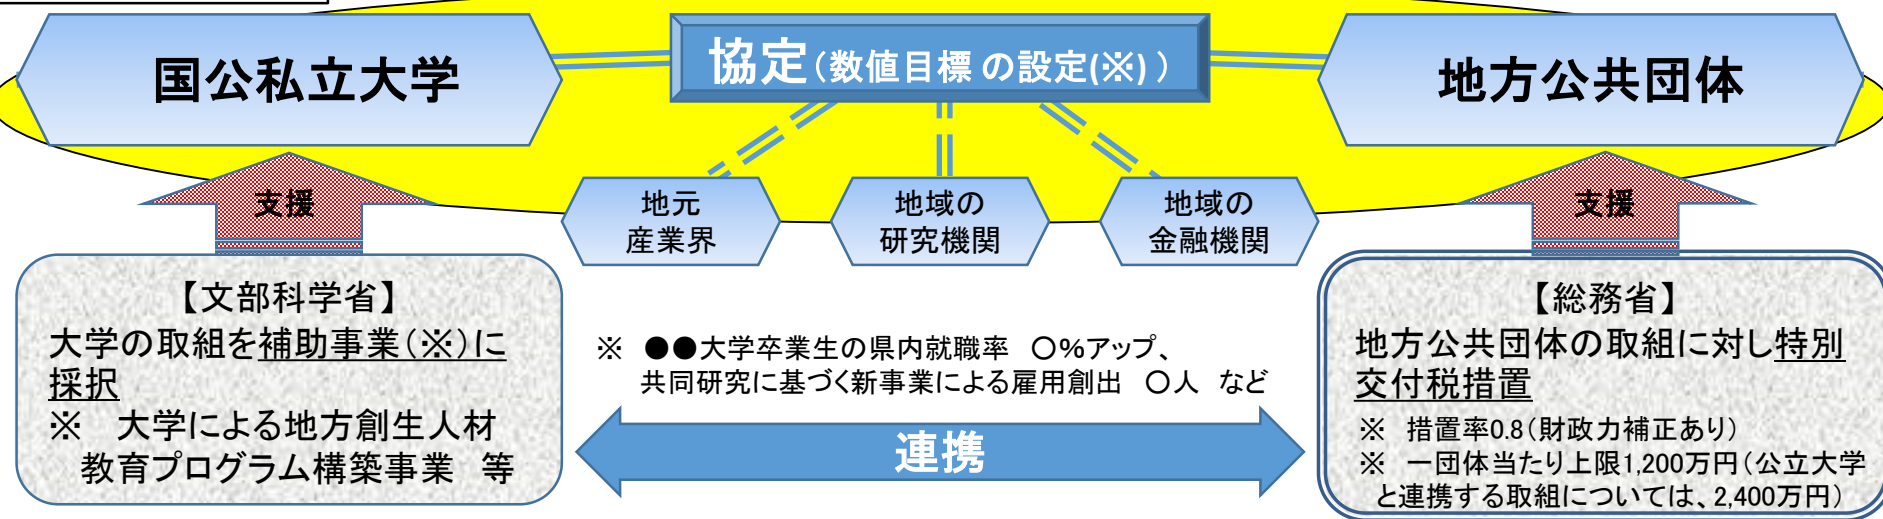 国公私立大学
協定(数値目標の設定(※))
地方公共団体
支援
地元
産業界
地域の
研究機関
地域の
金融機関
支援
【文部科学省】
大学の取組を補助事業(※)に
採択
※　大学による地方創生人材
教育プログラム構築事業　等
※　●●大学卒業生の県内就職率　○%アップ、
共同研究に基づく新事業による雇用創出　○人　など
連携
【総務省】
地方公共団体の取組に対し特別
交付税措置
※　措置率0.8(財政力補正あり)
※　一団体当たり上限1,200万円(公立大学
と連携する取組については、2,400万円)